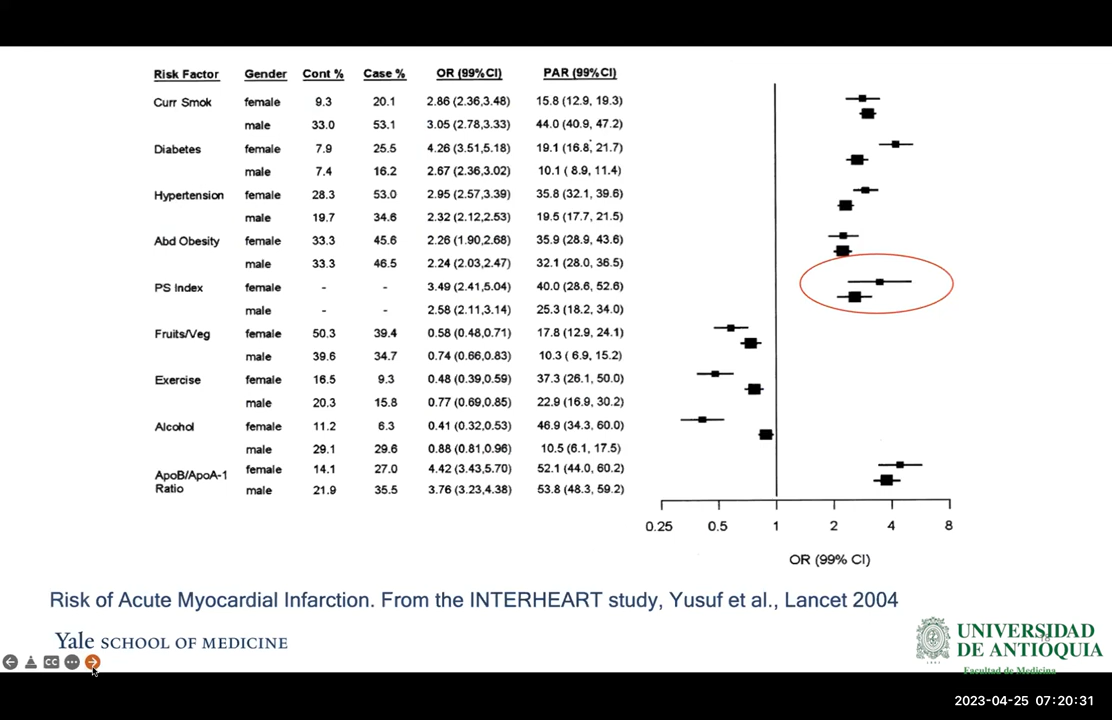 Risk Factor Gender Cont % Case % OR (99%CI) PAR (99%CI)
Curr Smok female 9.3 20.1 2.86 (2.36,3.48) 15.8 (12.9, 19.3)
male 33.0 53.1 3.05 (2.78,3.33) 44.0 (40.9, 47.2)
Diabetes female 7.9 25.5 4.26 (3.51,5.18) 19.1 (16.8, 21.7)
male 7.4 16.2 2.67 (2.36,3.02) 10.1 ( 8.9, 11.4)
Hypertension female 28.3 53.0 2.95 (2.57,3.39) 35.8 (32.1, 39.6)
male 19.7 34.6 2.32 (2.12,2.53) 19.5 (17.7, 21.5)
Abd Obesity female 33.3 45.6 2.26 (1.90,2.68) 35.9 (28.9, 43.6)
male 33.3 46.5 2.24 (2.03,2.47) 32.1 (28.0, 36.5)
PS Index female - - 3.49 (2.41,5.04) 40.0 (28.6, 52.6)
male - - 2.58 (2.11,3.14) 25.3 (18.2, 34.0)
Fruits/Veg female 50.3 39.4 0.58 (0.48,0.71) 17.8 (12.9, 24.1)
male 39.6 34.7 0.74 (0.66,0.83) 10.3 ( 6.9, 15.2)
Exercise female 16.5 9.3 0.48 (0.39,0.59) 37.3 (26.1, 50.0)
male 20.3 15.8 0.77 (0.69,0.85) 22.9 (16.9, 30.2)
Alcohol female 11.2 6.3 0.41 (0.32,0.53) 46.9 (34.3, 60.0)
male 29.1 29.6 0.88 (0.81,0.96) 10.5 (6.1, 17.5)
ApoB/ApoA-1 female 14.1 27.0 4.42 (3.43,5.70) 52.1 (44.0, 60.2)
Ratio male 21.9 35.5 3.76 (3.23,4.38) 53.8 (48.3, 59.2)
0.25 0.5 1 2 4 8
OR (99% CI)
Risk of Acute Myocardial Infarction. From the INTERHEART study, Yusuf et al., Lancet 2004
Yale SCHOOL OF MEDICINE
UNIVERSIDAD
DE ANTIOQUIA
Facultad de Medicina
CC
2023-04-25 07:20:31